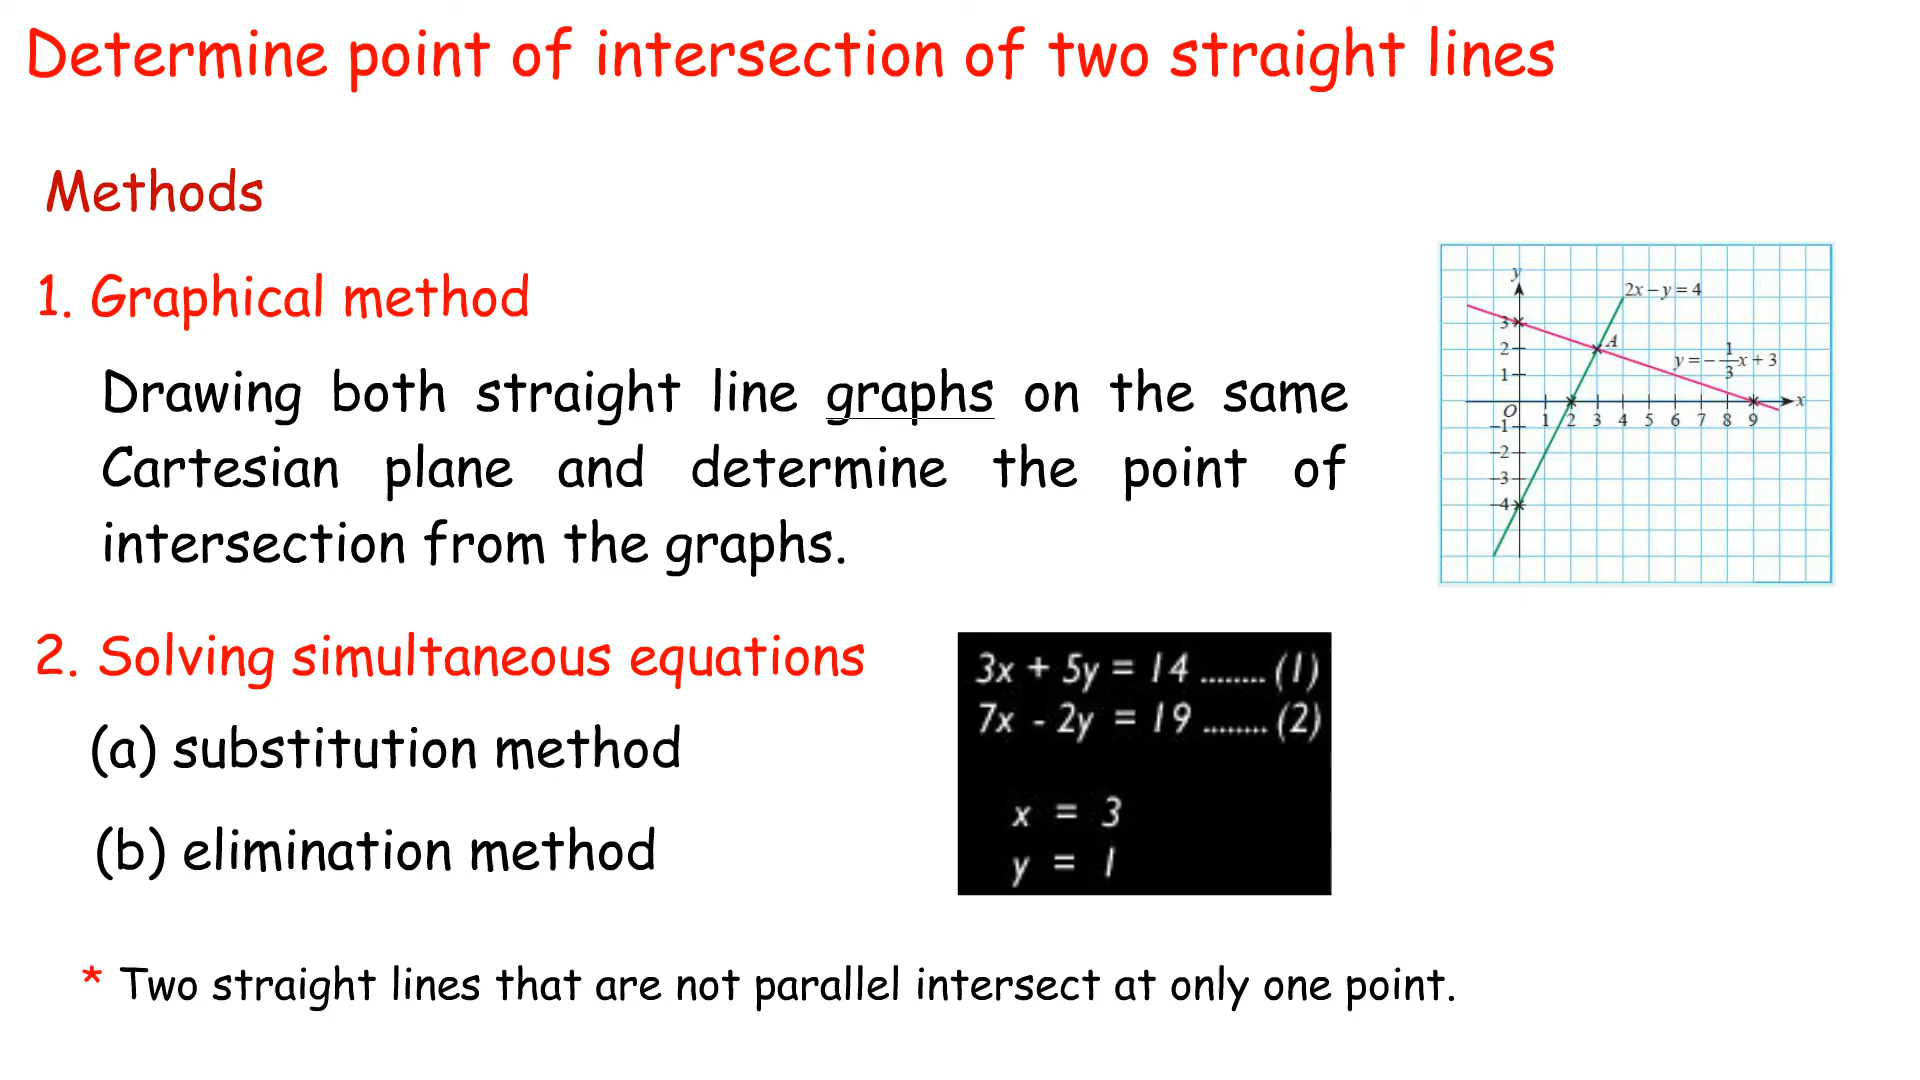 Determine point of intersection of two straight lines
Methods
1. Graphical method
Drawing both straight line graphs on the same
Cartesian plane and determine the point of
intersection from the graphs.
y
2x – y = 4
3
A
2
y = – 1/3 x + 3
1
x
O
1 2 3 4 5 6 7 8 9
–1
–2
–3
–4
2. Solving simultaneous equations
(a) substitution method
(b) elimination method
3x + 5y = 14 ........ (1)
7x - 2y = 19 ........ (2)
x = 3
y = 1
* Two straight lines that are not parallel intersect at only one point.